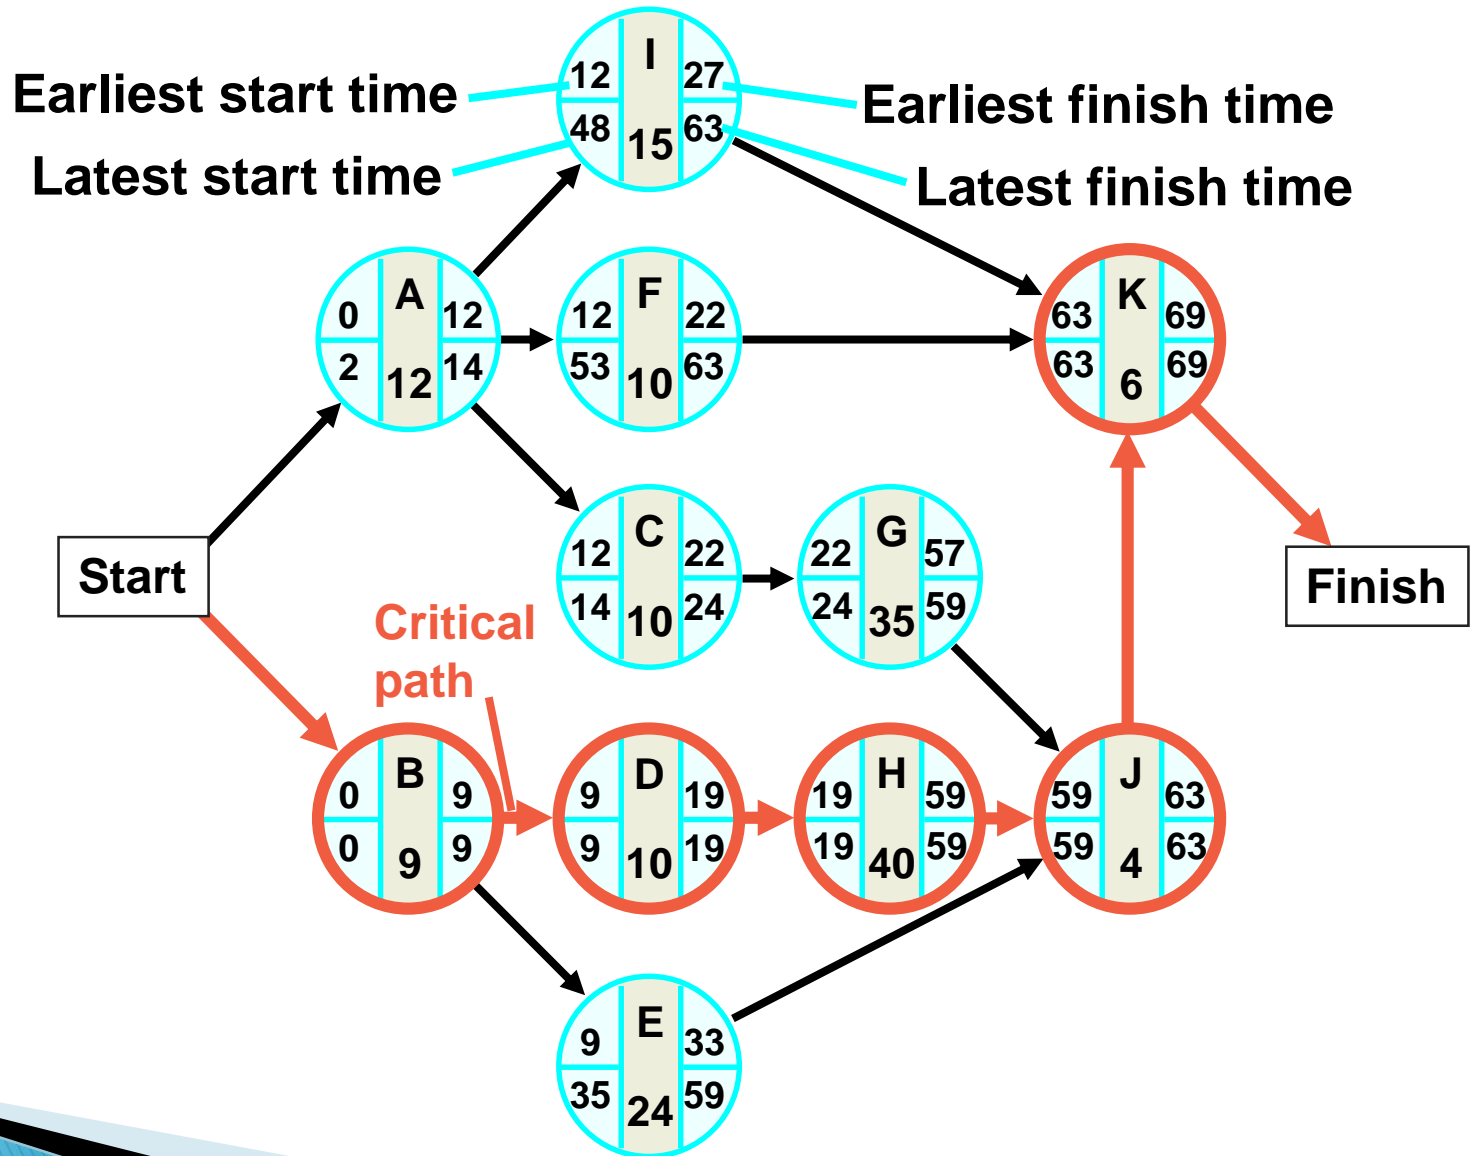 I
12 27
48 15 63
Earliest start time
Earliest finish time
Latest start time
Latest finish time
A
0 12
2 12 14
F
12 22
53 10 63
K
63 69
63 6 69
C
12 22
14 10 24
G
22 57
24 35 59
Start
Finish
Critical
path
B
0 9
0 9 9
D
9 19
9 10 19
H
19 59
19 40 59
J
59 63
59 4 63
E
9 33
35 24 59